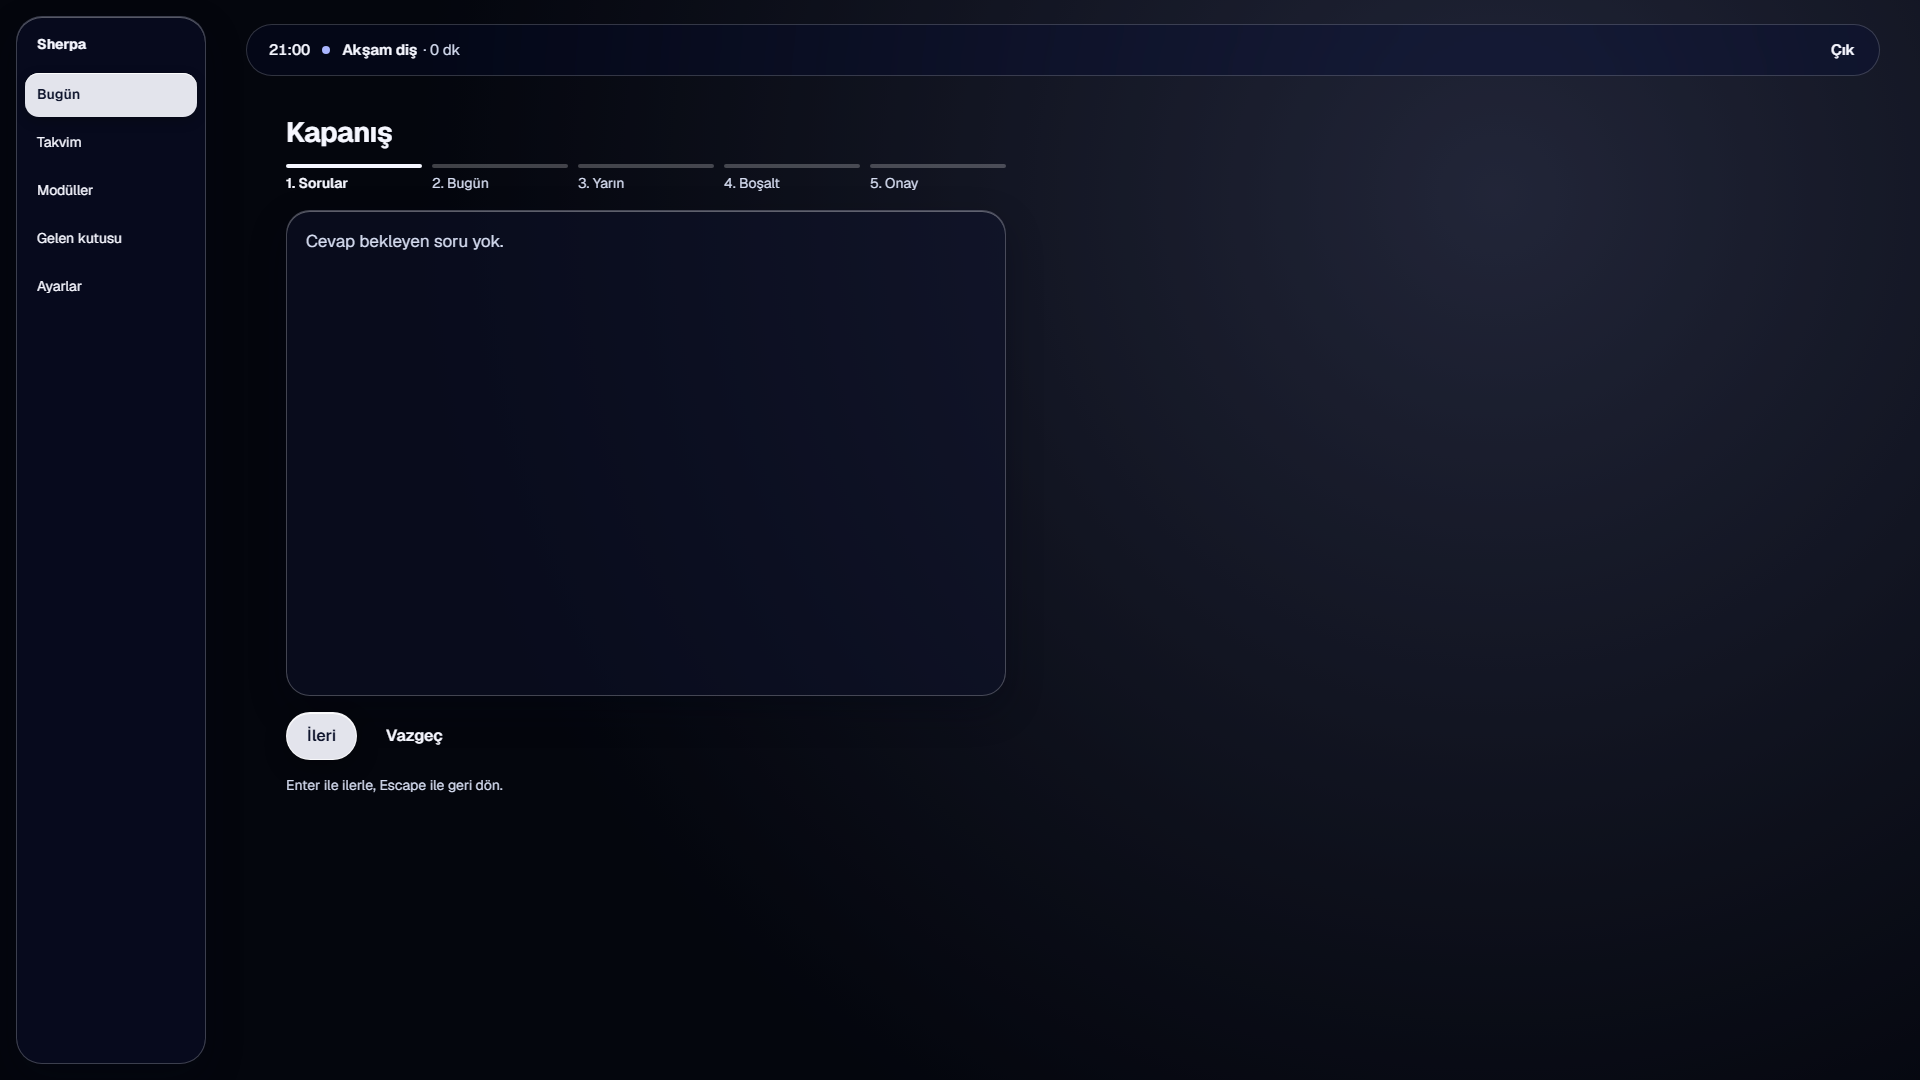 Sherpa
Bugün
Takvim
Modüller
Gelen kutusu
Ayarlar
21:00 Akşam diş · 0 dk
Çık
Kapanış
1. Sorular
2. Bugün
3. Yarın
4. Boşalt
5. Onay
Cevap bekleyen soru yok.
İleri
Vazgeç
Enter ile ilerle, Escape ile geri dön.